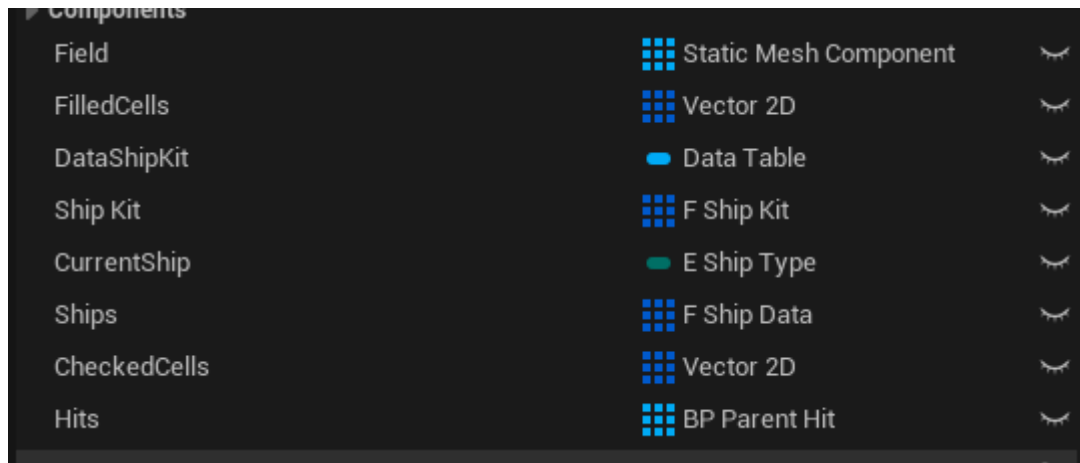 Components
Field Static Mesh Component
FilledCells Vector 2D
DataShipKit Data Table
Ship Kit F Ship Kit
CurrentShip E Ship Type
Ships F Ship Data
CheckedCells Vector 2D
Hits BP Parent Hit